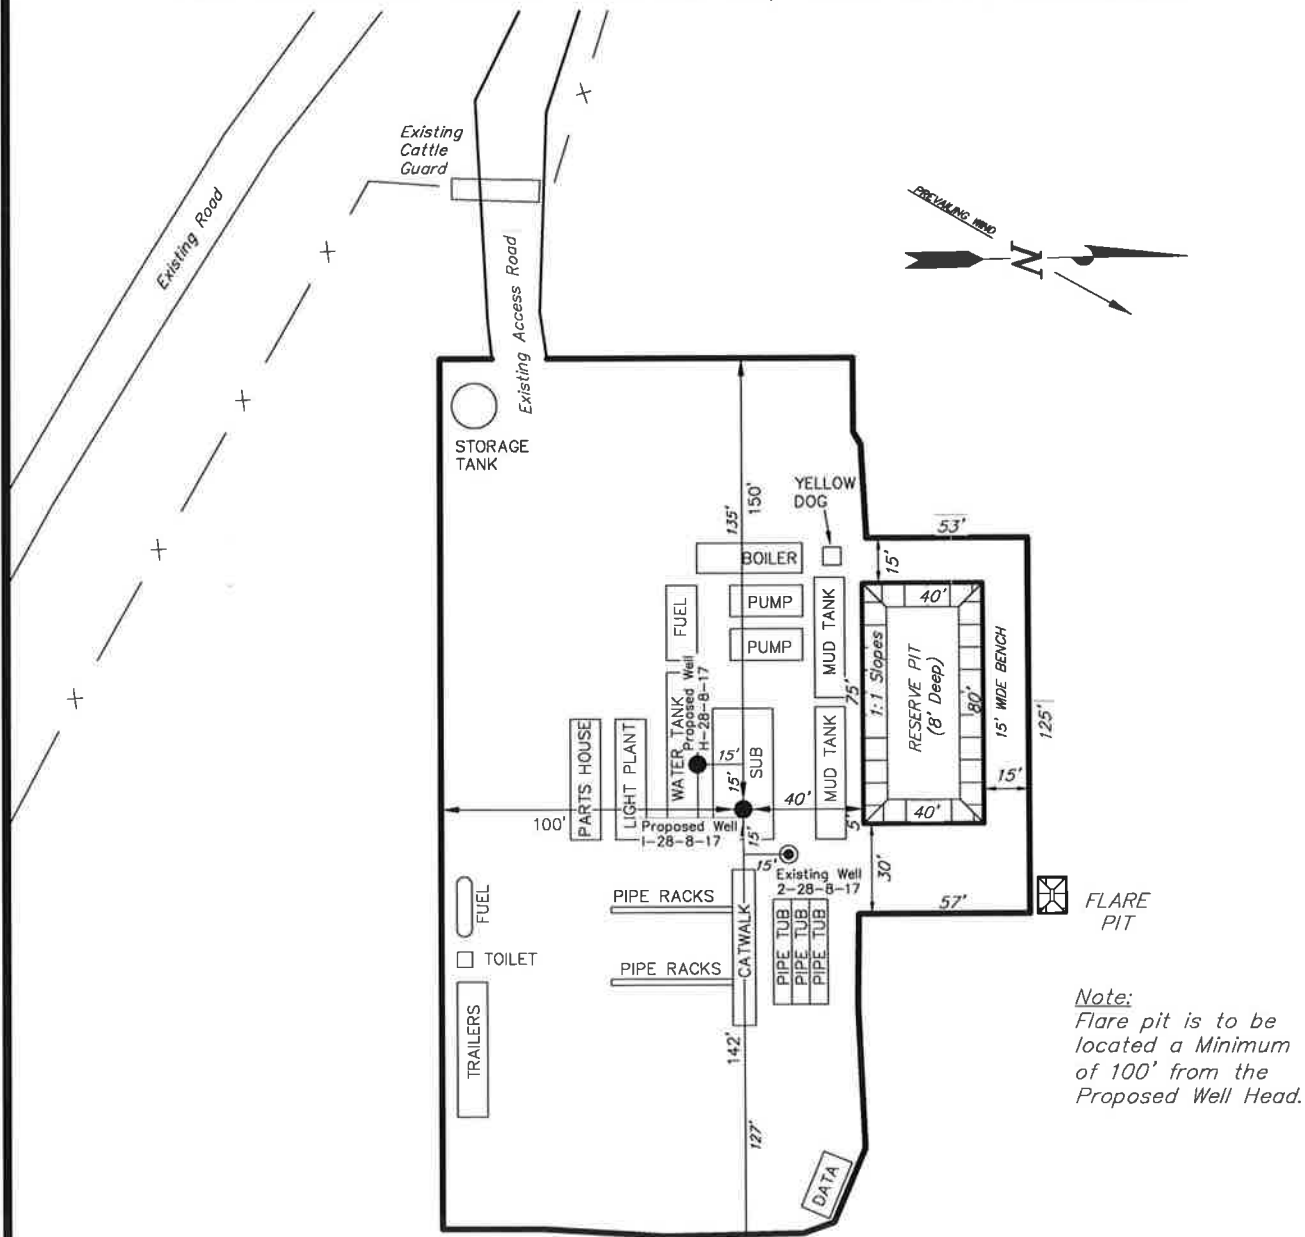 Existing
Cattle
Guard
Existing Road
PREVAILING WIND
N
Existing Access Road
STORAGE
TANK
YELLOW
DOG
150'
135'
53'
15'
BOILER
FUEL
PUMP
PUMP
MUD TANK
75'
40'
1:1 Slopes
RESERVE PIT
(8' Deep)
80'
15' WIDE BENCH
125'
Proposed Well
H-28-8-17
PARTS HOUSE
LIGHT PLANT
WATER TANK
15'
15'
SUB
MUD TANK
40'
5'
15'
40'
100'
Proposed Well
I-28-8-17
15'
15'
30'
Existing Well
2-28-8-17
57'
FLARE
PIT
FUEL
PIPE RACKS
CATWALK
PIPE TUB
PIPE TUB
PIPE TUB
TOILET
PIPE RACKS
TRAILERS
142'
127'
DATA
Note:
Flare pit is to be
located a Minimum
of 100' from the
Proposed Well Head.